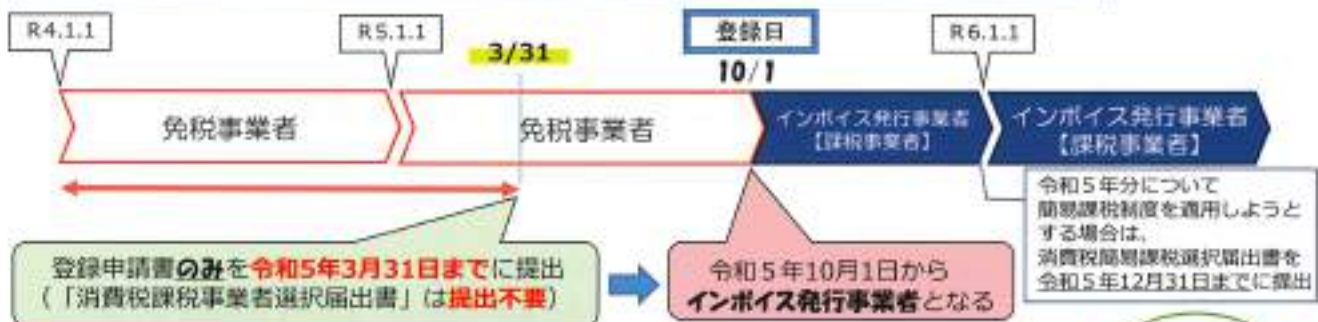 R4.1.1
R5.1.1
3/31
登録日
10/1
R6.1.1
免税事業者
免税事業者
インボイス発行事業者
【課税事業者】
インボイス発行事業者
【課税事業者】
登録申請書のみを令和5年3月31日までに提出
(「消費税課税事業者選択届出書」は提出不要)
令和5年10月1日から
インボイス発行事業者となる
令和5年分について
簡易課税制度を適用しようと
する場合は、
消費税簡易課税選択届出書を
令和5年12月31日までに提出